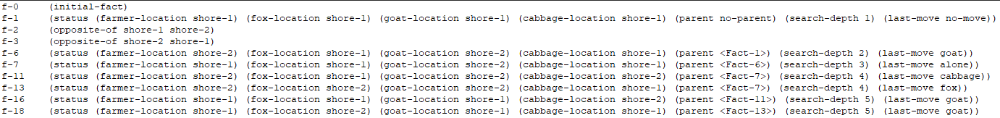 f-0     (initial-fact)
f-1     (status (farmer-location shore-1) (fox-location shore-1) (goat-location shore-1) (cabbage-location shore-1) (parent no-parent) (search-depth 1) (last-move no-move))
f-2     (opposite-of shore-1 shore-2)
f-3     (opposite-of shore-2 shore-1)
f-6     (status (farmer-location shore-2) (fox-location shore-1) (goat-location shore-2) (cabbage-location shore-1) (parent <Fact-1>) (search-depth 2) (last-move goat))
f-7     (status (farmer-location shore-1) (fox-location shore-1) (goat-location shore-2) (cabbage-location shore-1) (parent <Fact-6>) (search-depth 3) (last-move alone))
f-11    (status (farmer-location shore-2) (fox-location shore-1) (goat-location shore-2) (cabbage-location shore-2) (parent <Fact-7>) (search-depth 4) (last-move cabbage))
f-13    (status (farmer-location shore-2) (fox-location shore-2) (goat-location shore-2) (cabbage-location shore-1) (parent <Fact-7>) (search-depth 4) (last-move fox))
f-16    (status (farmer-location shore-1) (fox-location shore-1) (goat-location shore-1) (cabbage-location shore-2) (parent <Fact-11>) (search-depth 5) (last-move goat))
f-18    (status (farmer-location shore-1) (fox-location shore-2) (goat-location shore-1) (cabbage-location shore-1) (parent <Fact-13>) (search-depth 5) (last-move goat))